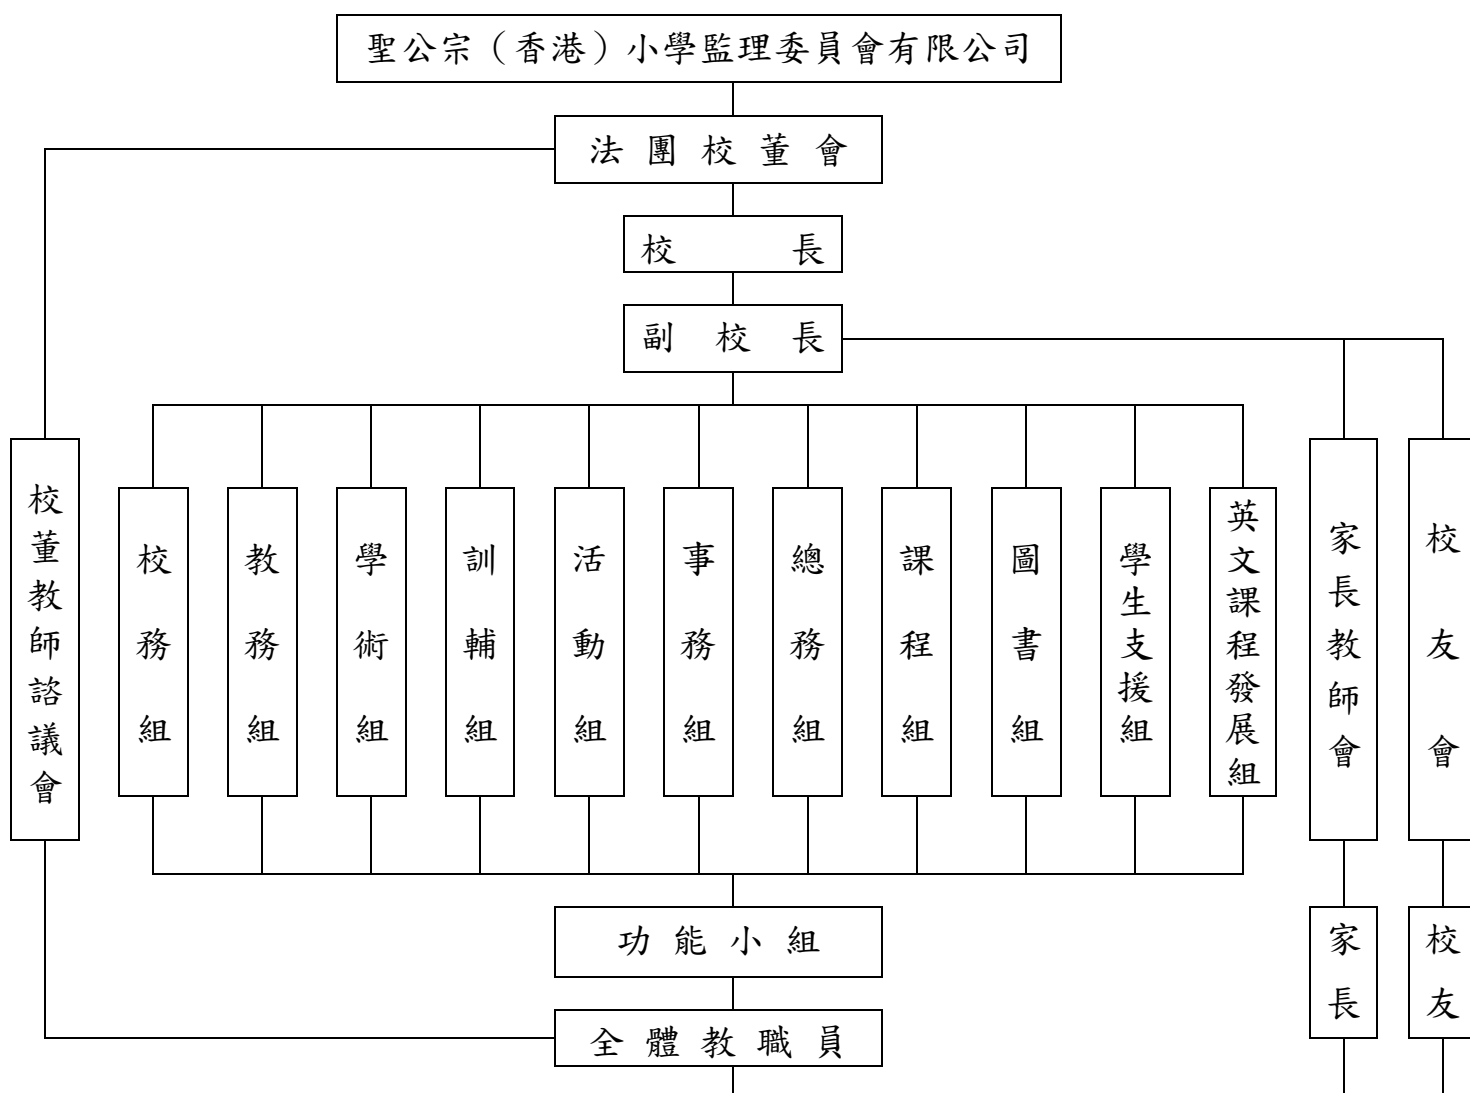 聖公宗（香港）小學監理委員會有限公司
法團校董會
校長
副校長
校董教師諮議會
校務組
教務組
學術組
訓輔組
活動組
事務組
總務組
課程組
圖書組
學生支援組
英文課程發展組
家長教師會
校友會
功能小組
家長
校友
全體教職員